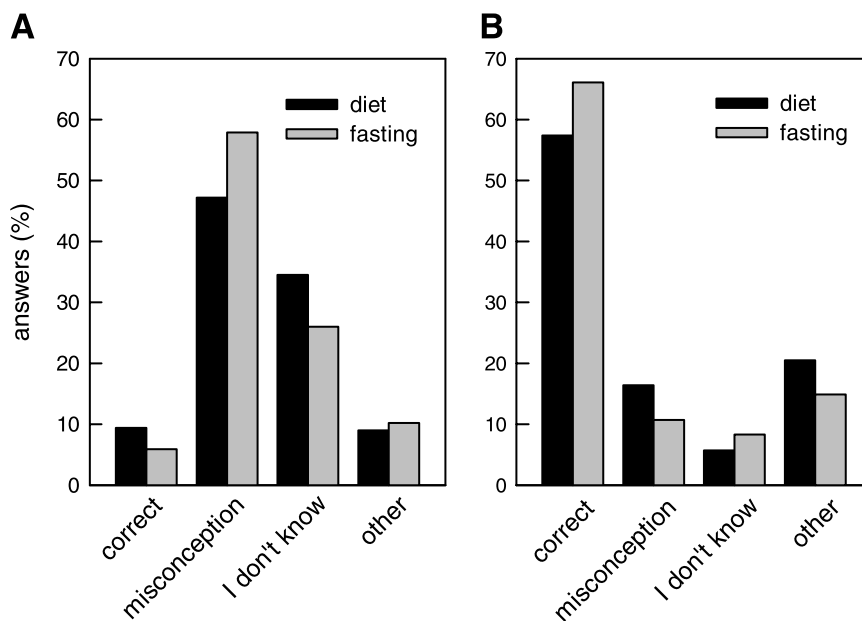 A
B
70
60
50
40
30
20
10
0
answers (%)
diet
fasting
correct
misconception
I don't know
other
70
60
50
40
30
20
10
0
diet
fasting
correct
misconception
I don't know
other